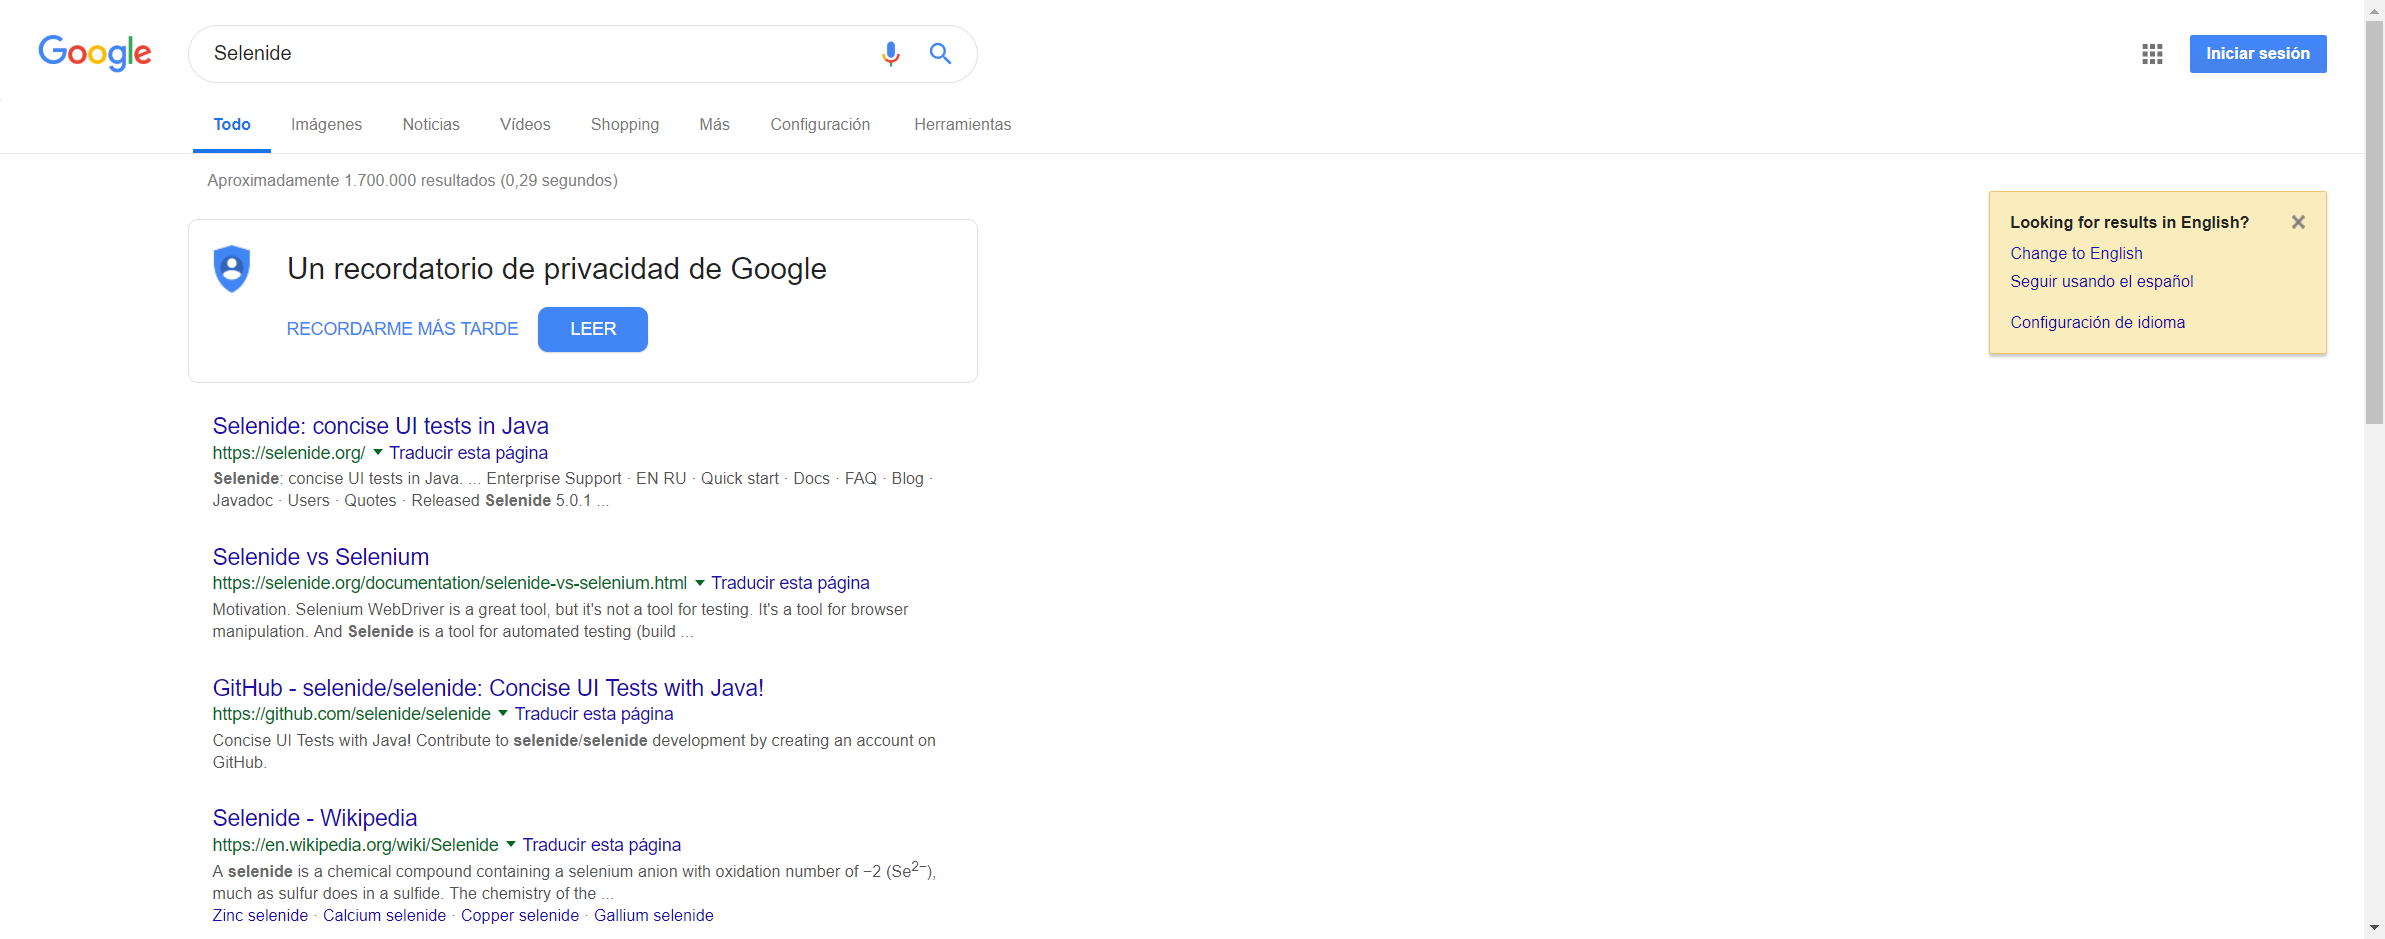 Google
Selenide
Iniciar sesión
Todo Imágenes Noticias Vídeos Shopping Más Configuración Herramientas
Aproximadamente 1.700.000 resultados (0,29 segundos)
Un recordatorio de privacidad de Google
RECORDARME MÁS TARDE LEER
Looking for results in English?
Change to English
Seguir usando el español
Configuración de idioma
Selenide: concise UI tests in Java
https://selenide.org/ Traducir esta página
Selenide: concise UI tests in Java. ... Enterprise Support · EN RU · Quick start · Docs · FAQ · Blog ·
Javadoc · Users · Quotes · Released Selenide 5.0.1 ...
Selenide vs Selenium
https://selenide.org/documentation/selenide-vs-selenium.html Traducir esta página
Motivation. Selenium WebDriver is a great tool, but it's not a tool for testing. It's a tool for browser
manipulation. And Selenide is a tool for automated testing (build ...
GitHub - selenide/selenide: Concise UI Tests with Java!
https://github.com/selenide/selenide Traducir esta página
Concise UI Tests with Java! Contribute to selenide/selenide development by creating an account on
GitHub.
Selenide - Wikipedia
https://en.wikipedia.org/wiki/Selenide Traducir esta página
A selenide is a chemical compound containing a selenium anion with oxidation number of −2 (Se²⁻),
much as sulfur does in a sulfide. The chemistry of the ...
Zinc selenide · Calcium selenide · Copper selenide · Gallium selenide